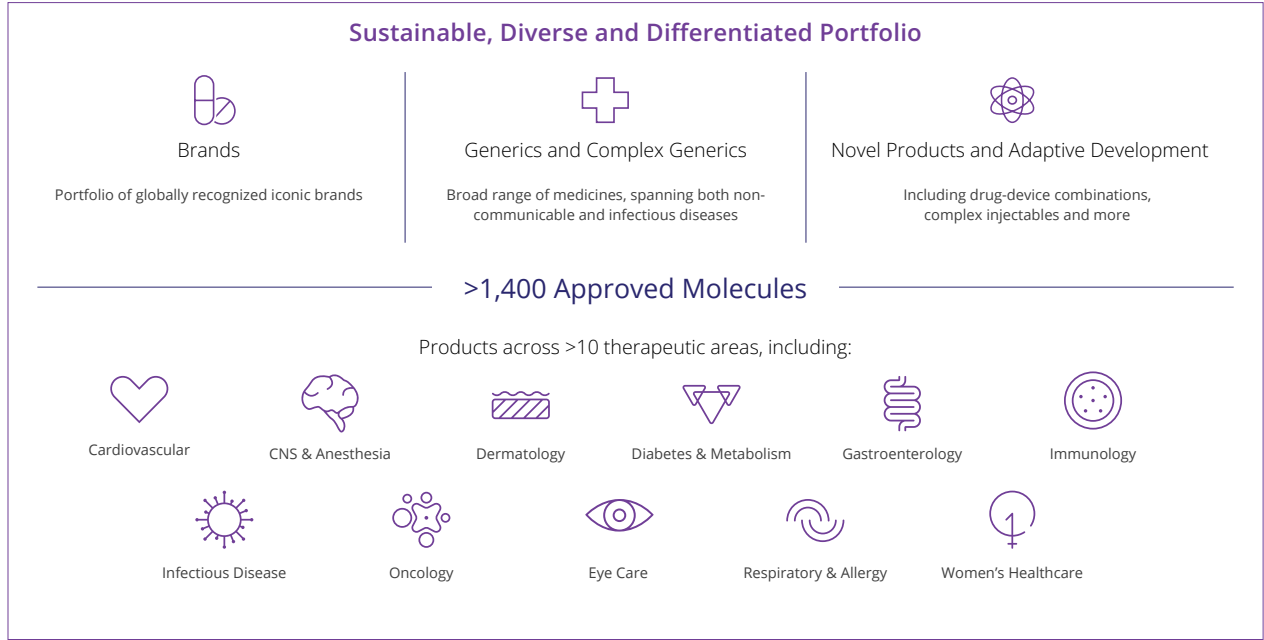 Sustainable, Diverse and Differentiated Portfolio
Brands
Portfolio of globally recognized iconic brands
Generics and Complex Generics
Broad range of medicines, spanning both non-
communicable and infectious diseases
Novel Products and Adaptive Development
Including drug-device combinations,
complex injectables and more
>1,400 Approved Molecules
Products across >10 therapeutic areas, including:
Cardiovascular
CNS & Anesthesia
Dermatology
Diabetes & Metabolism
Gastroenterology
Immunology
Infectious Disease
Oncology
Eye Care
Respiratory & Allergy
Women’s Healthcare